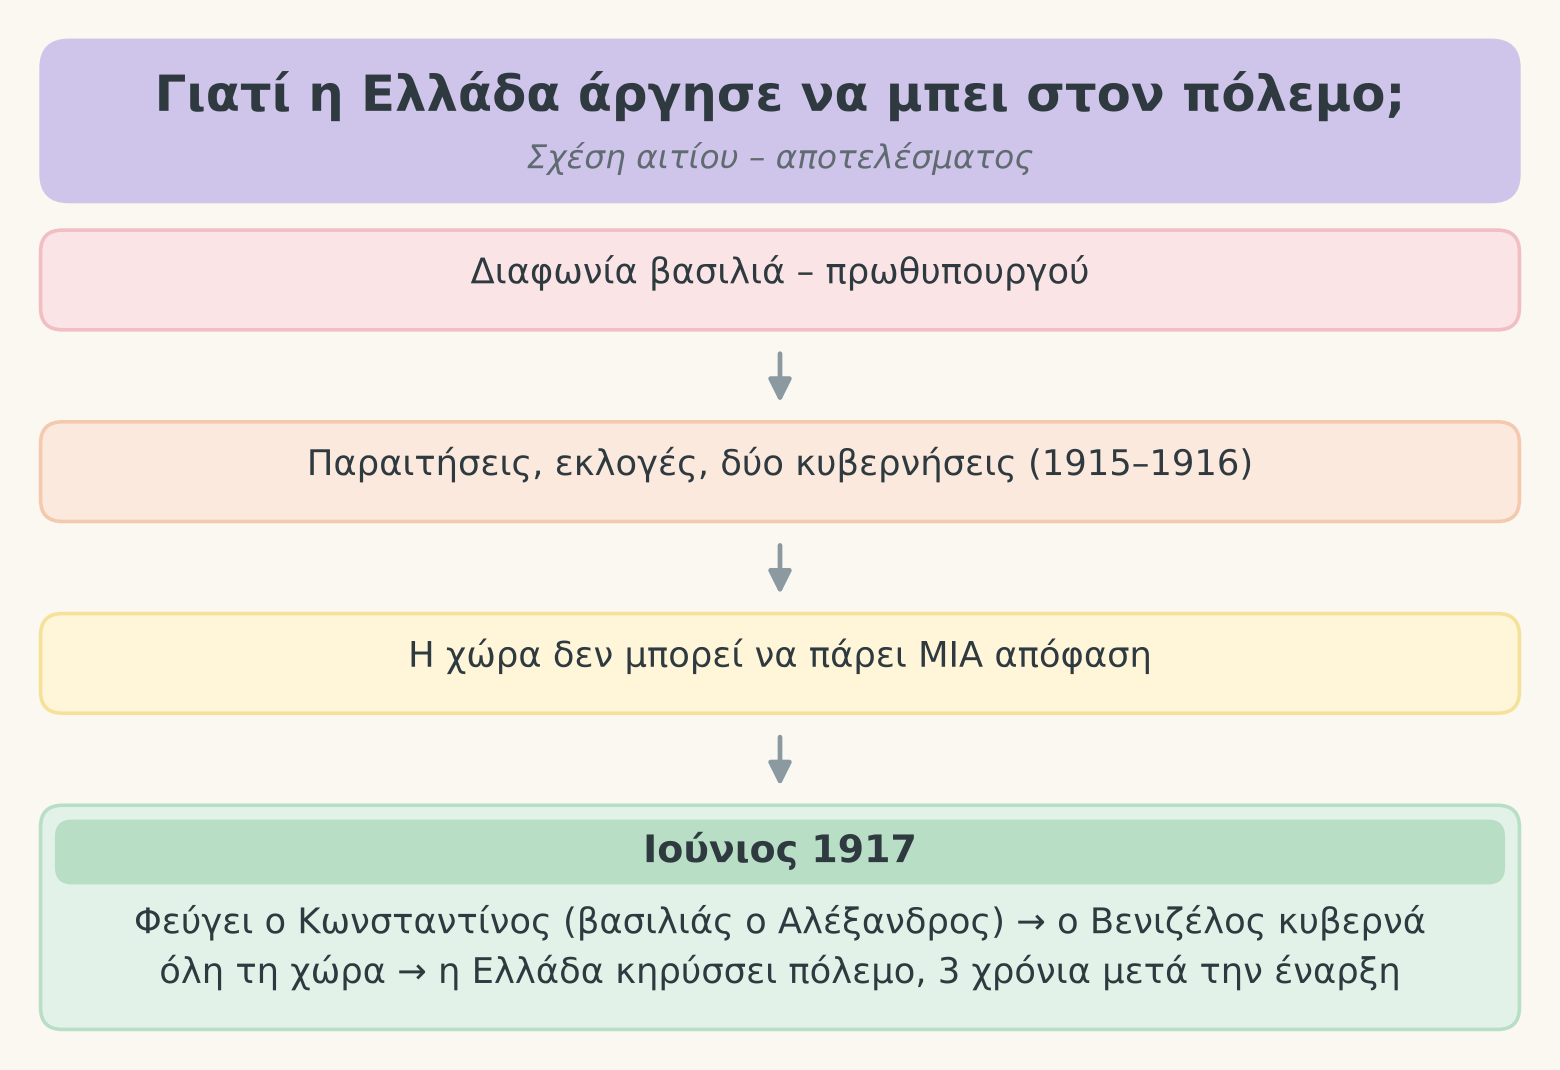 Γιατί η Ελλάδα άργησε να μπει στον πόλεμο;
Σχέση αιτίου – αποτελέσματος
Διαφωνία βασιλιά – πρωθυπουργού
Παραιτήσεις, εκλογές, δύο κυβερνήσεις (1915–1916)
Η χώρα δεν μπορεί να πάρει ΜΙΑ απόφαση
Ιούνιος 1917
Φεύγει ο Κωνσταντίνος (βασιλιάς ο Αλέξανδρος) → ο Βενιζέλος κυβερνά
όλη τη χώρα → η Ελλάδα κηρύσσει πόλεμο, 3 χρόνια μετά την έναρξη